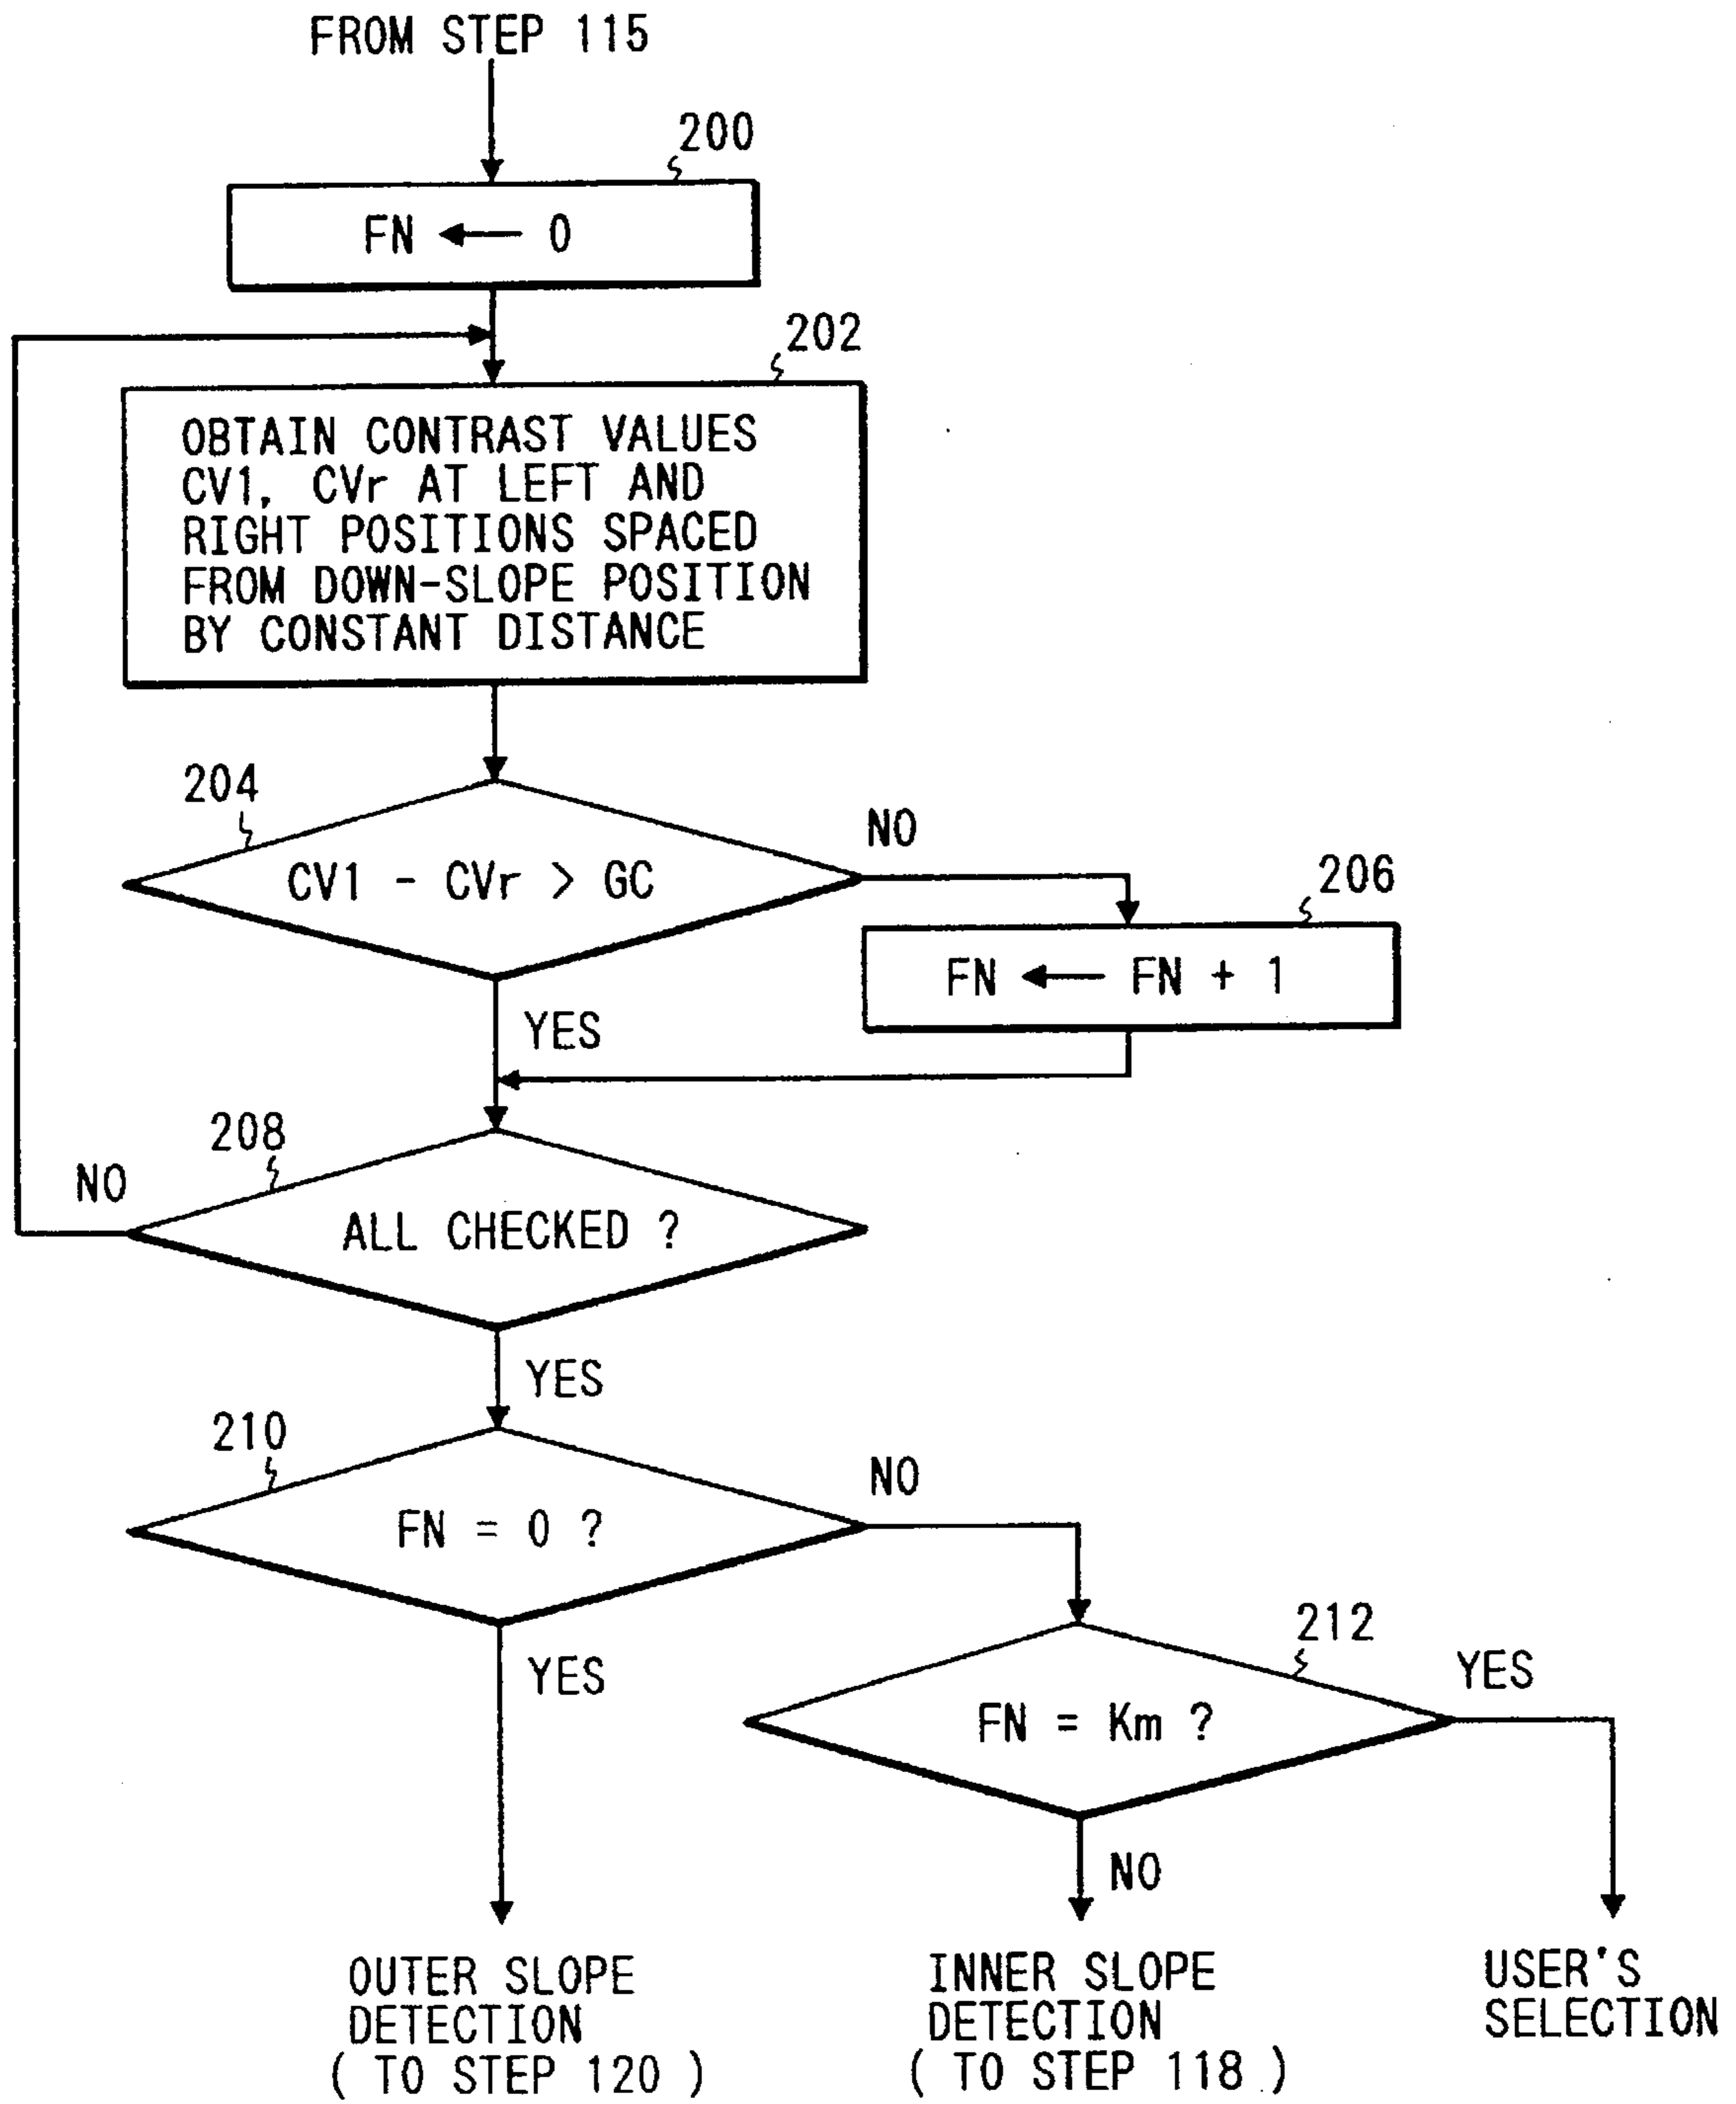 FROM STEP 115
200
FN ← 0
202
OBTAIN CONTRAST VALUES
CV1, CVr AT LEFT AND
RIGHT POSITIONS SPACED
FROM DOWN-SLOPE POSITION
BY CONSTANT DISTANCE
204
NO
CV1 - CVr > GC
206
FN ← FN + 1
YES
208
NO
ALL CHECKED ?
YES
210
NO
FN = 0 ?
212
YES
YES
FN = Km ?
NO
OUTER SLOPE
DETECTION
( TO STEP 120 )
INNER SLOPE
DETECTION
( TO STEP 118 )
USER'S
SELECTION